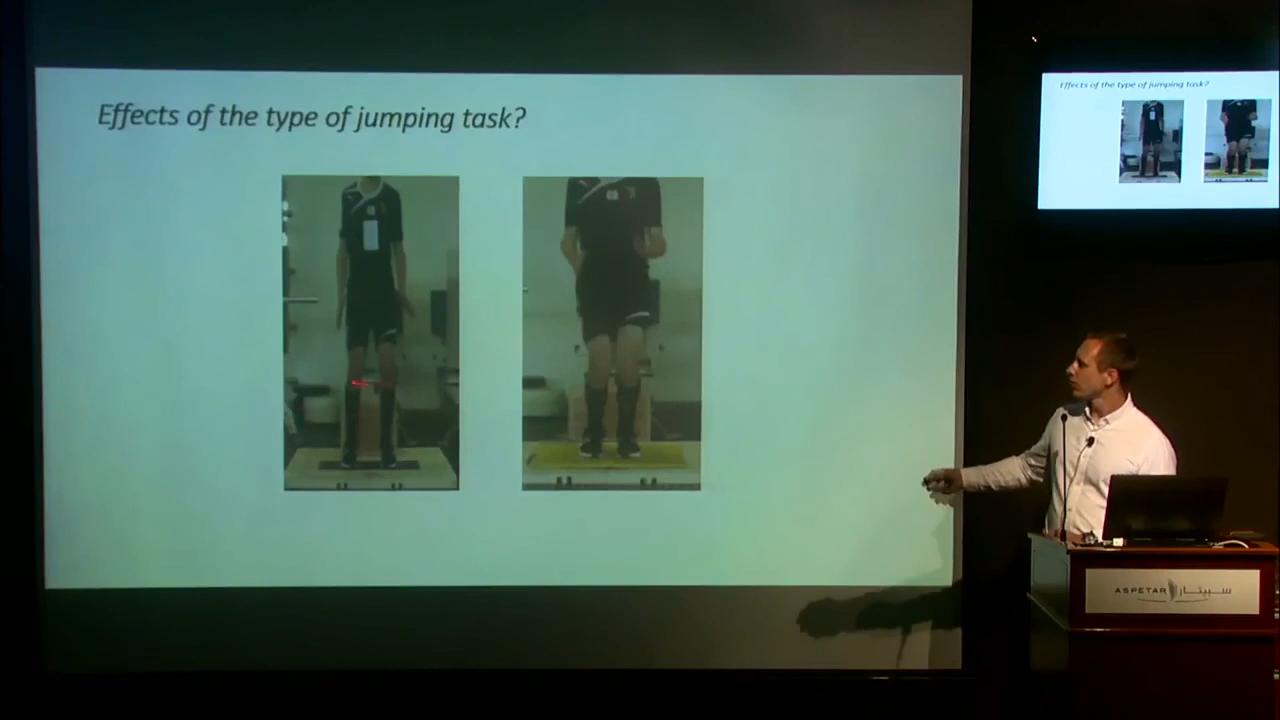 Effects of the type of jumping task?
Effects of the type of jumping task?
ASPETAR سبيتار